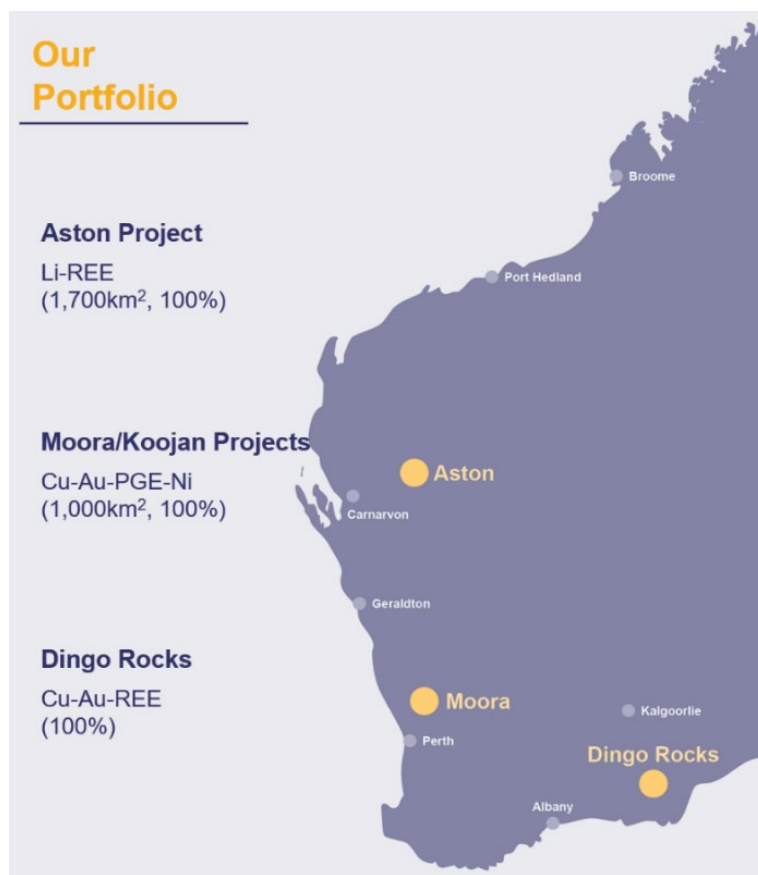 Our
Portfolio
Aston Project
Li-REE
(1,700km², 100%)
Moora/Koojan Projects
Cu-Au-PGE-Ni
(1,000km², 100%)
Dingo Rocks
Cu-Au-REE
(100%)
Broome
Port Hedland
Aston
Carnarvon
Geraldton
Moora
Kalgoorlie
Perth
Dingo Rocks
Albany